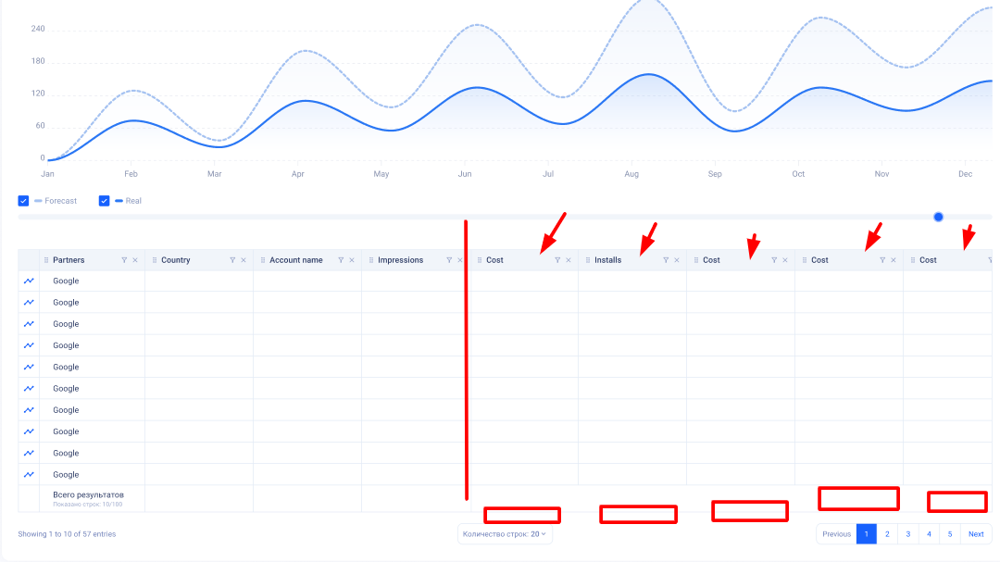 240
180
120
60
0
Jan Feb Mar Apr May Jun Jul Aug Sep Oct Nov Dec
Forecast Real
Partners Country Account name Impressions Cost Installs Cost Cost Cost
Google
Google
Google
Google
Google
Google
Google
Google
Google
Google
Всего результатов
Показано строк: 10/100
Showing 1 to 10 of 57 entries Количество строк: 20 Previous 1 2 3 4 5 Next